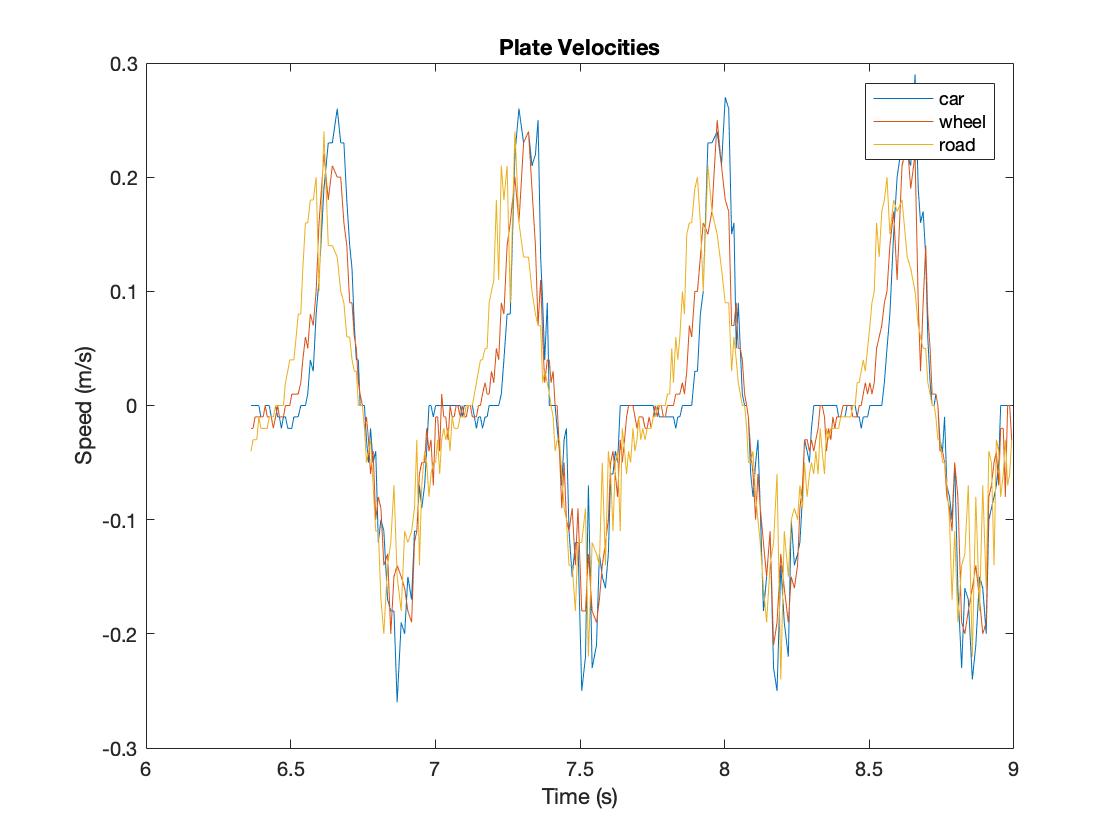 Plate Velocities
0.3
0.2
0.1
0
-0.1
-0.2
-0.3
Speed (m/s)
car
wheel
road
6
6.5
7
7.5
8
8.5
9
Time (s)